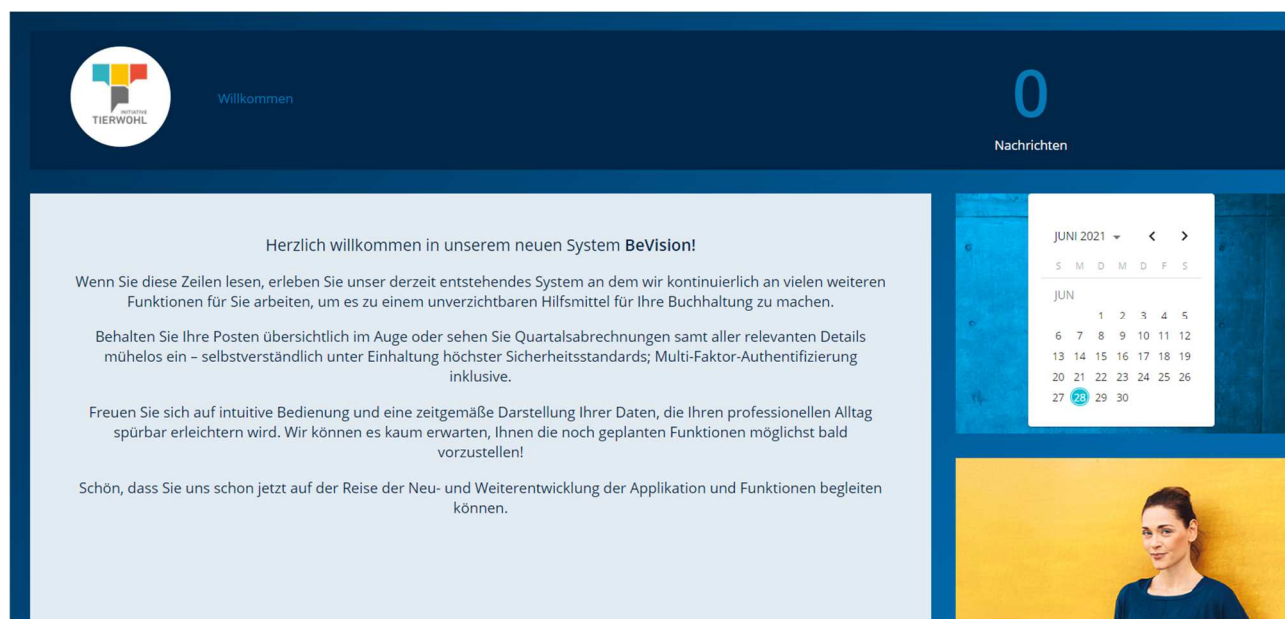 INITIATIVE
TIERWOHL
Willkommen
0
Nachrichten
Herzlich willkommen in unserem neuen System BeVision!
Wenn Sie diese Zeilen lesen, erleben Sie unser derzeit entstehendes System an dem wir kontinuierlich an vielen weiteren
Funktionen für Sie arbeiten, um es zu einem unverzichtbaren Hilfsmittel für Ihre Buchhaltung zu machen.
Behalten Sie Ihre Posten übersichtlich im Auge oder sehen Sie Quartalsabrechnungen samt aller relevanten Details
mühelos ein – selbstverständlich unter Einhaltung höchster Sicherheitsstandards; Multi-Faktor-Authentifizierung
inklusive.
Freuen Sie sich auf intuitive Bedienung und eine zeitgemäße Darstellung Ihrer Daten, die Ihren professionellen Alltag
spürbar erleichtern wird. Wir können es kaum erwarten, Ihnen die noch geplanten Funktionen möglichst bald
vorzustellen!
Schön, dass Sie uns schon jetzt auf der Reise der Neu- und Weiterentwicklung der Applikation und Funktionen begleiten
können.
JUNI 2021
S M D M D F S
JUN
1 2 3 4 5
6 7 8 9 10 11 12
13 14 15 16 17 18 19
20 21 22 23 24 25 26
27 28 29 30